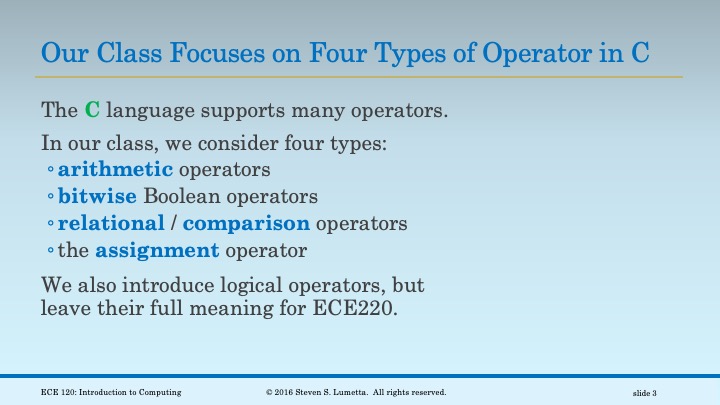 Our Class Focuses on Four Types of Operator in C
The C language supports many operators.
In our class, we consider four types:
◦ arithmetic operators
◦ bitwise Boolean operators
◦ relational / comparison operators
◦ the assignment operator
We also introduce logical operators, but
leave their full meaning for ECE220.
ECE 120: Introduction to Computing © 2016 Steven S. Lumetta. All rights reserved. slide 3